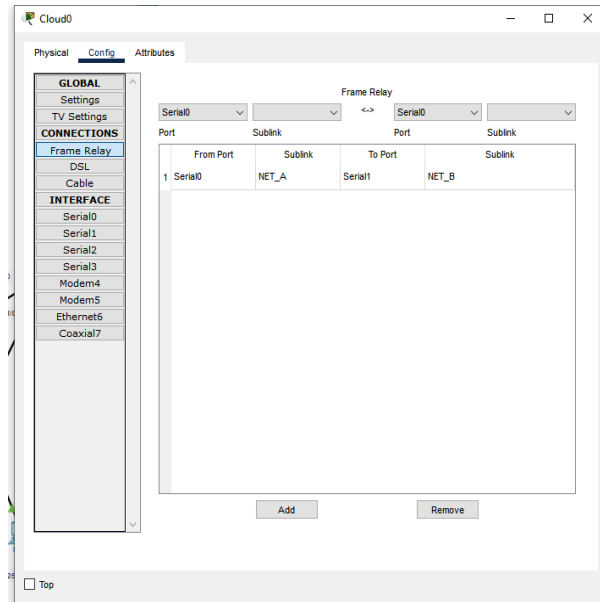 Cloud0
Physical Config Attributes
GLOBAL
Settings
TV Settings
CONNECTIONS
Frame Relay
DSL
Cable
INTERFACE
Serial0
Serial1
Serial2
Serial3
Modem4
Modem5
Ethernet6
Coaxial7
Frame Relay
Serial0 <-> Serial0
Port Sublink Port Sublink
From Port Sublink To Port Sublink
1 Serial0 NET_A Serial1 NET_B
Add Remove
Top